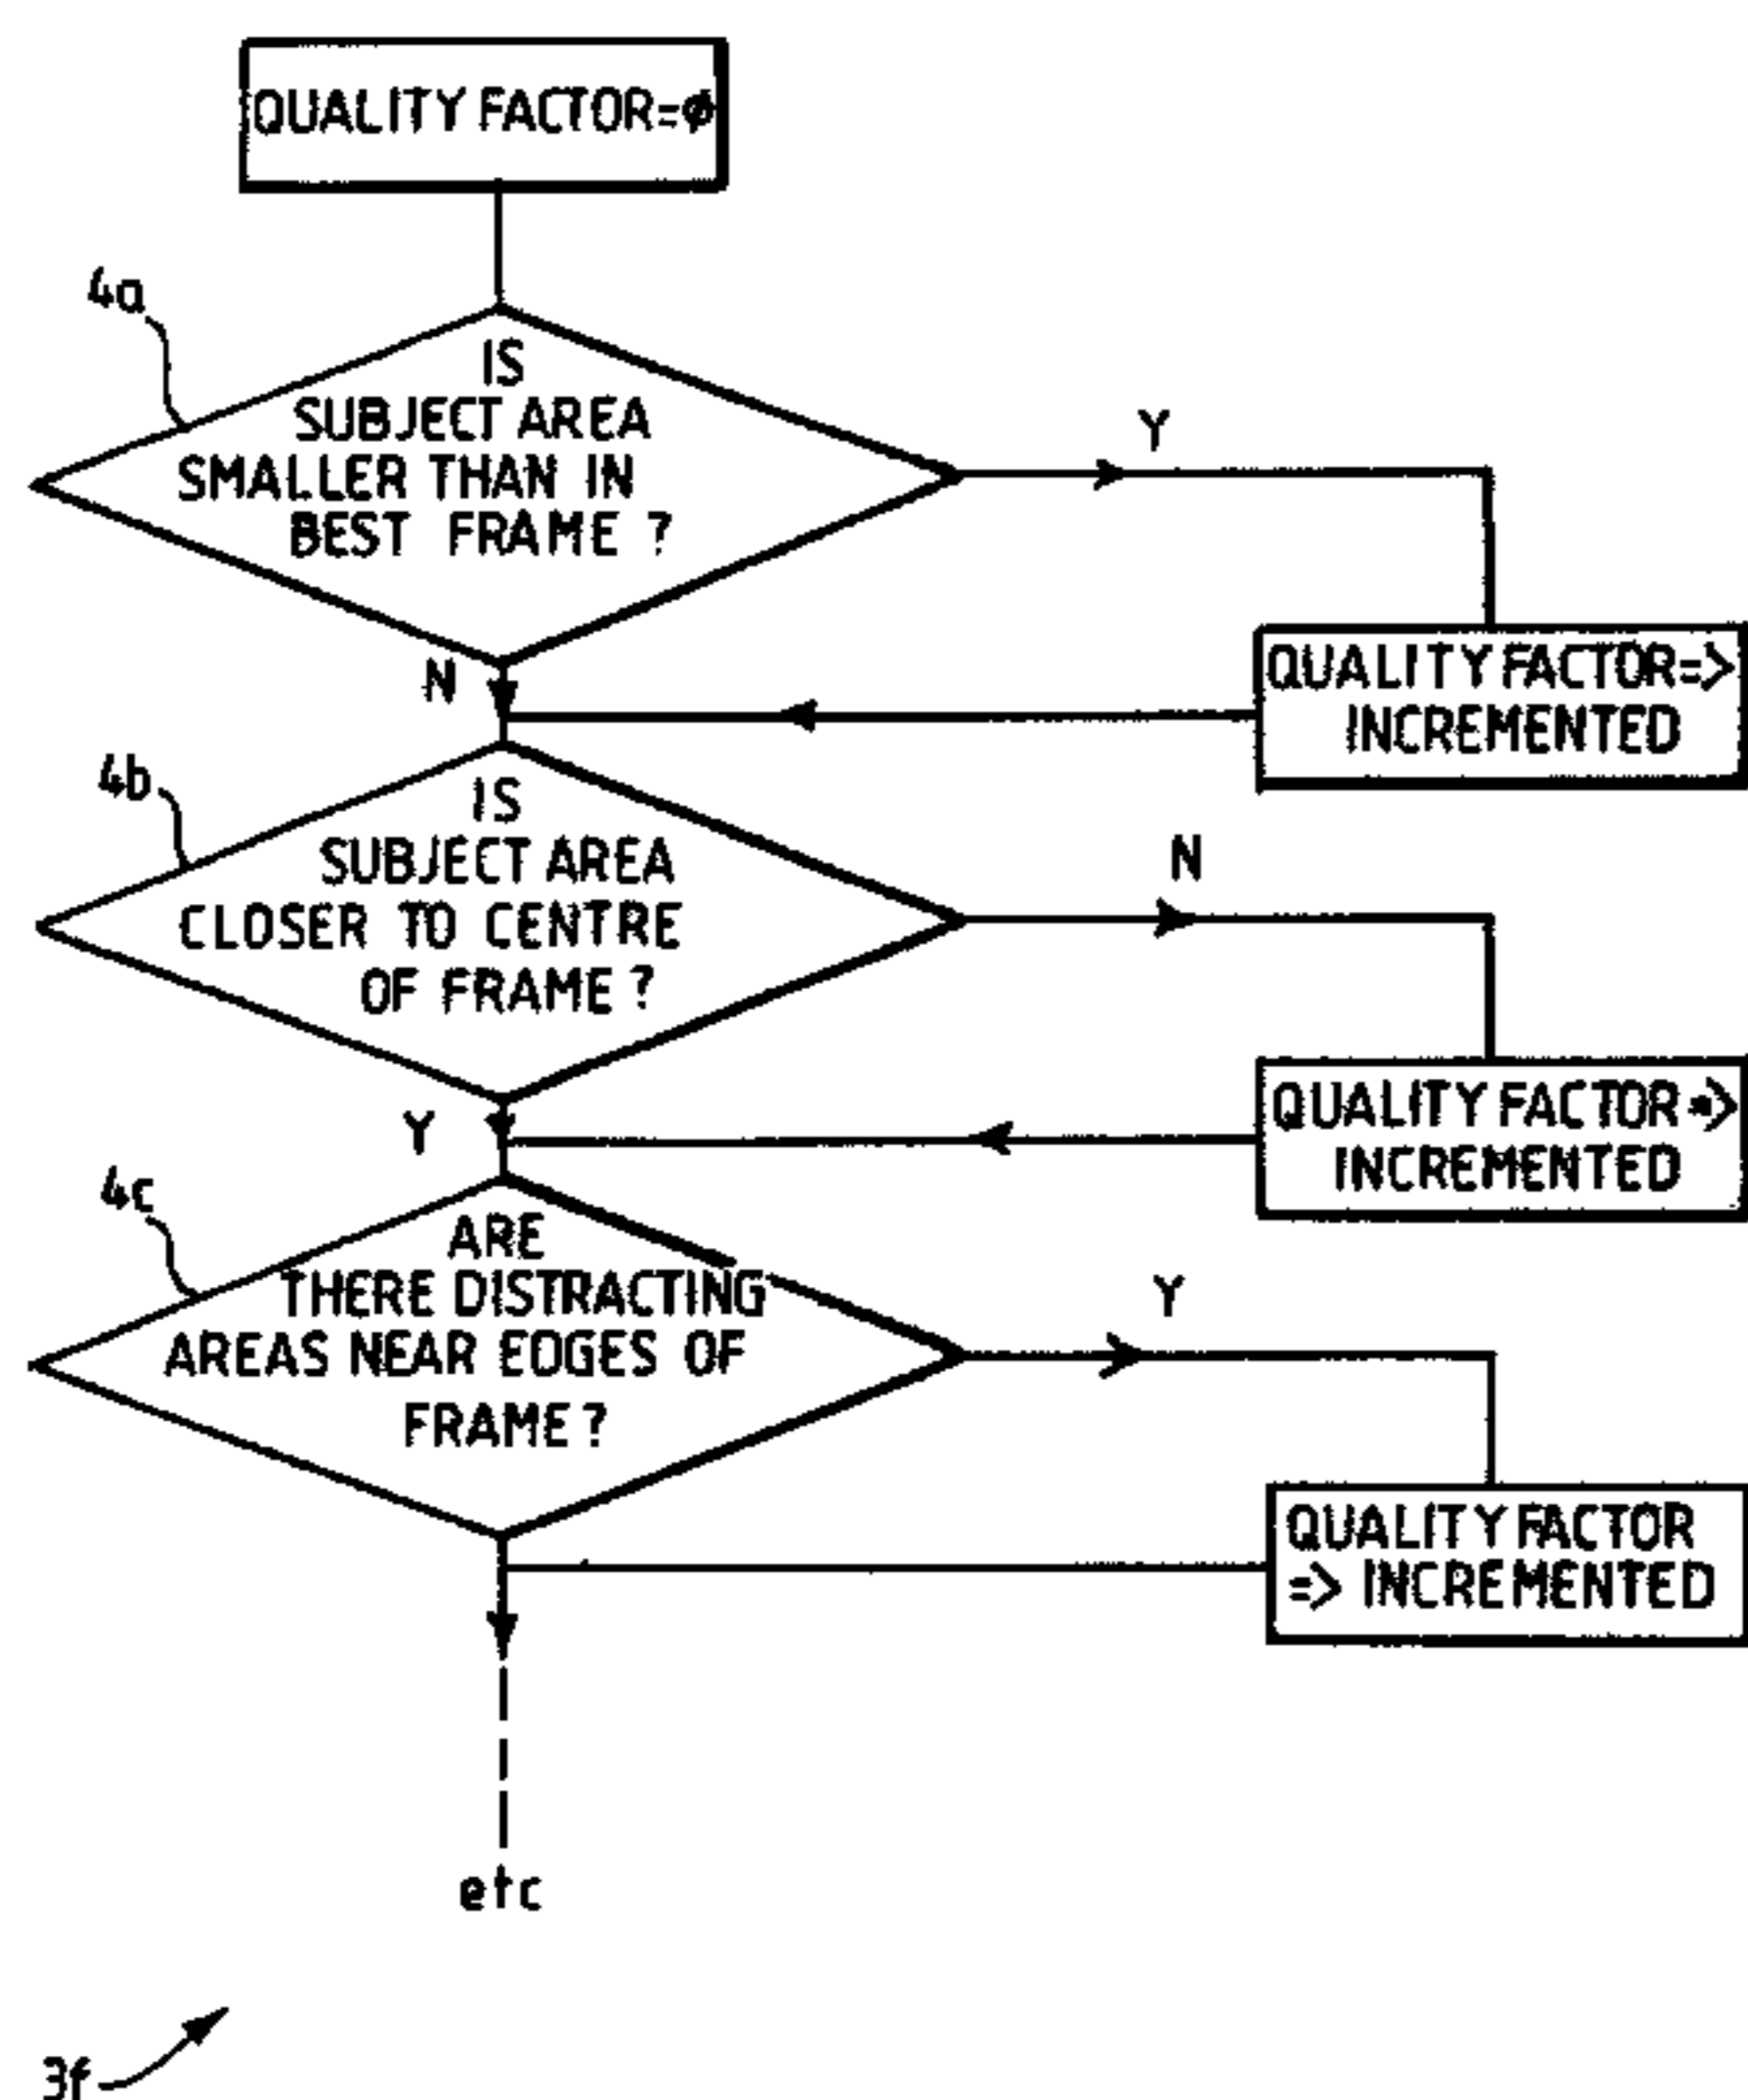 QUALITY FACTOR=ø
4a
IS
SUBJECT AREA
SMALLER THAN IN
BEST FRAME ?
Y
N
QUALITY FACTOR=>
INCREMENTED
4b
IS
SUBJECT AREA
CLOSER TO CENTRE
OF FRAME ?
N
Y
QUALITY FACTOR=>
INCREMENTED
4c
ARE
THERE DISTRACTING
AREAS NEAR EDGES OF
FRAME ?
Y
QUALITY FACTOR
=> INCREMENTED
etc
3f